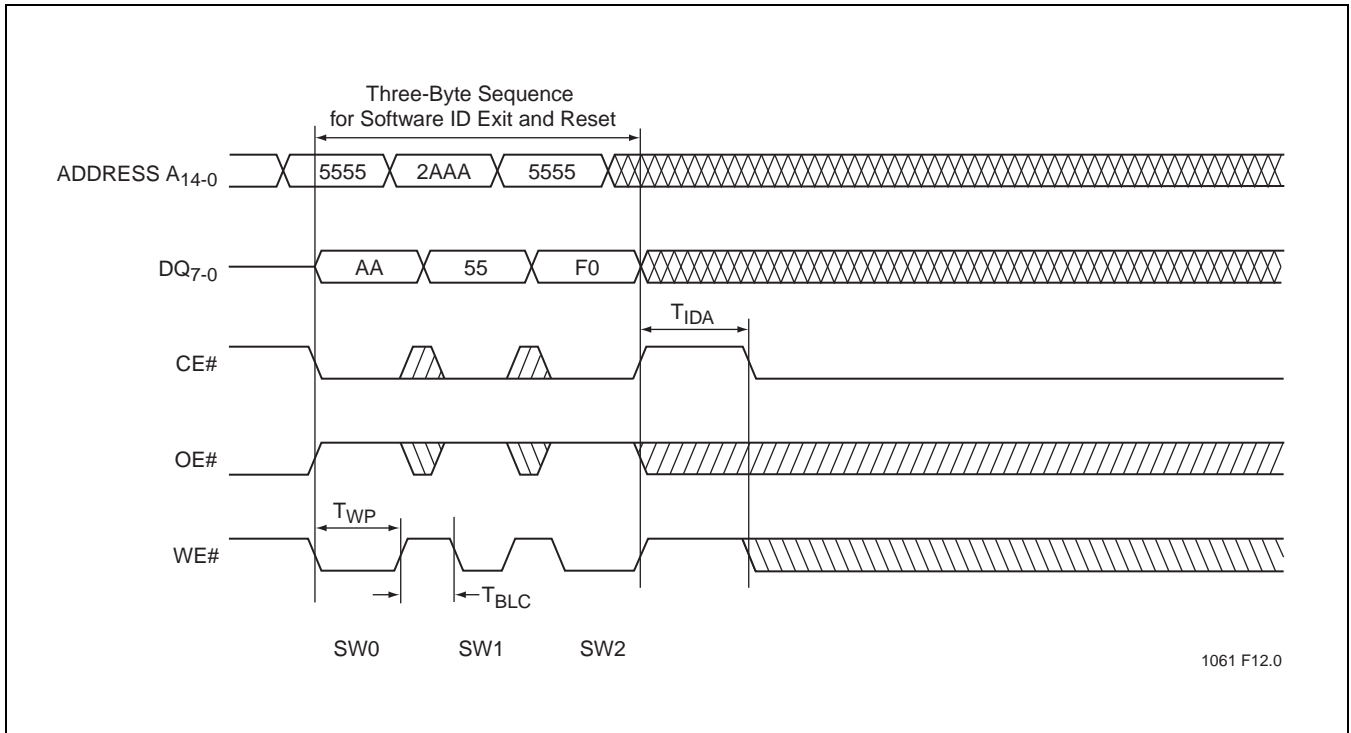 Three-Byte Sequence
for Software ID Exit and Reset
ADDRESS A14-0
5555 2AAA 5555
DQ7-0
AA 55 F0
TIDA
CE#
OE#
TWP
WE#
TBLC
SW0 SW1 SW2
1061 F12.0